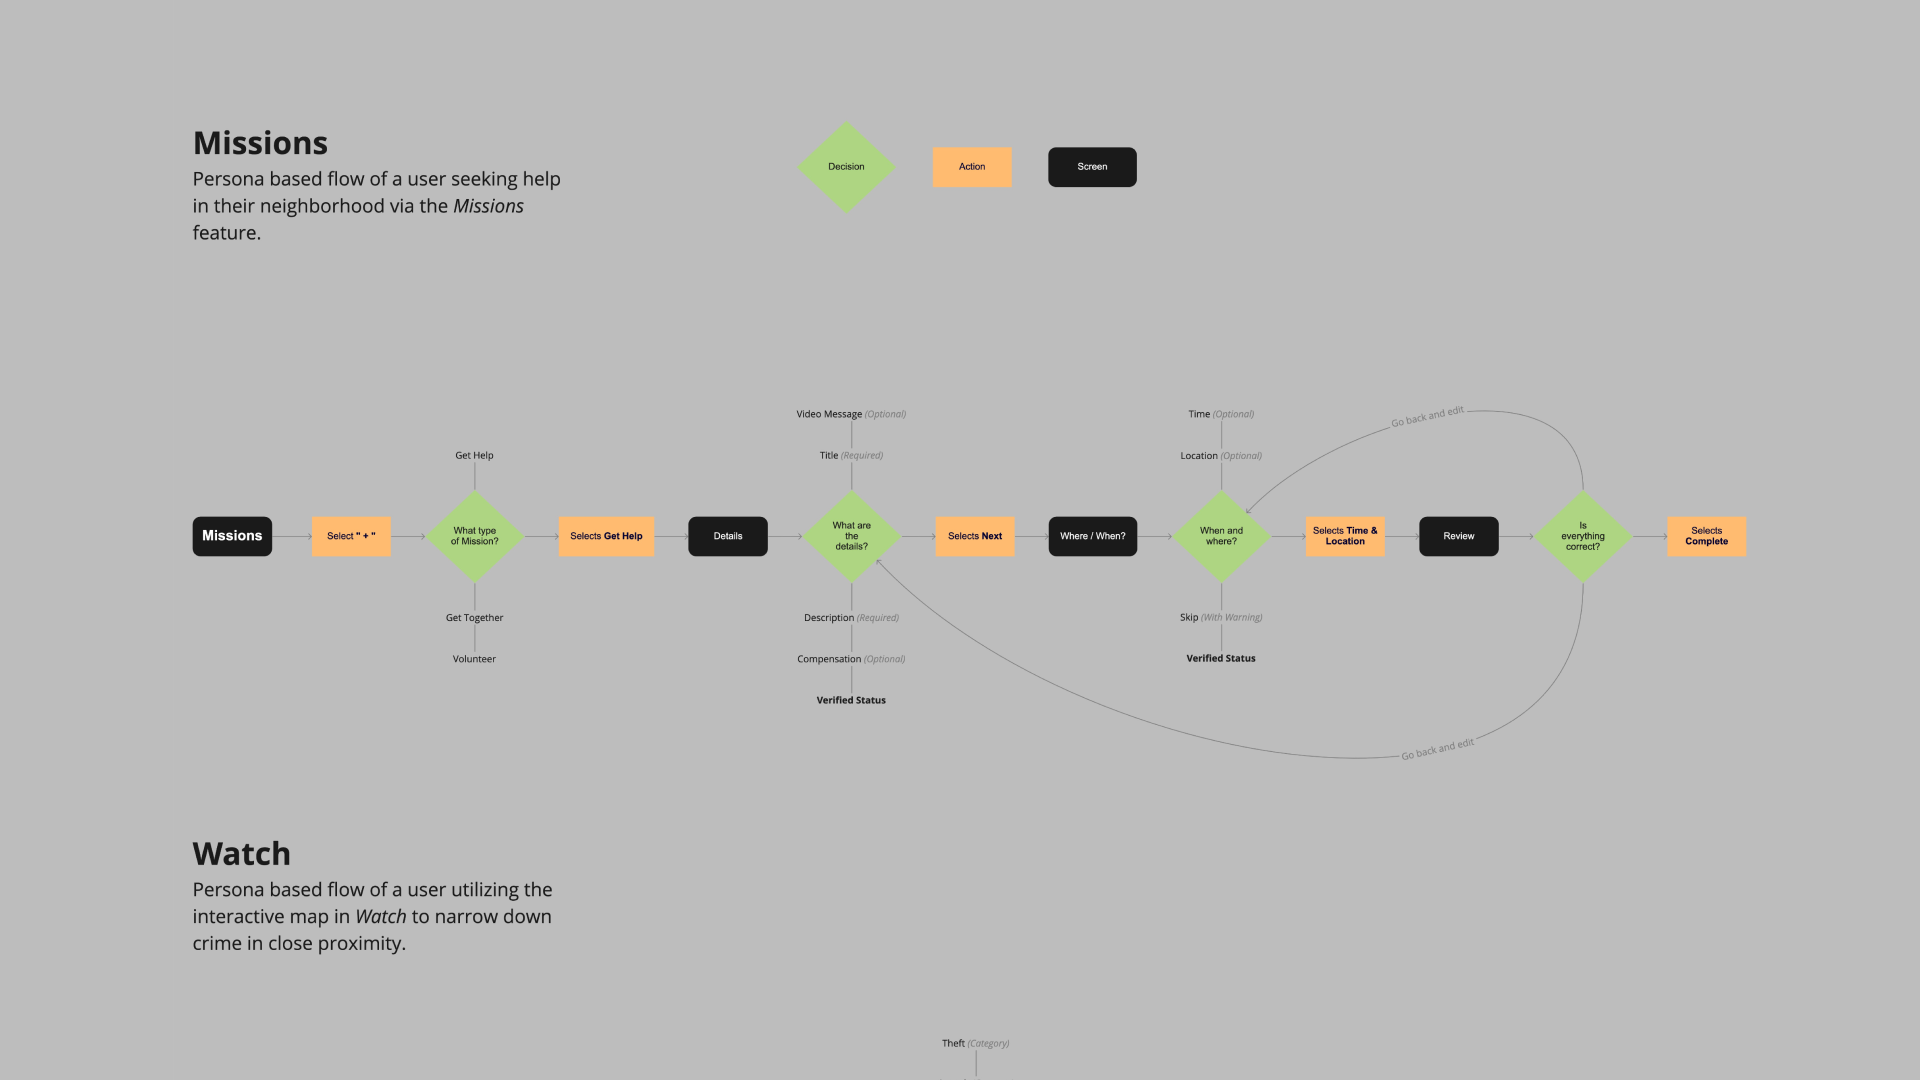 Missions
Persona based flow of a user seeking help
in their neighborhood via the Missions
feature.
Decision
Action
Screen
Video Message (Optional)
Title (Required)
Time (Optional)
Location (Optional)
Go back and edit
Get Help
Missions
Select " + "
What type
of Mission?
Selects Get Help
Details
What are
the
details?
Selects Next
Where / When?
When and
where?
Selects Time &
Location
Review
Is
everything
correct?
Selects
Complete
Get Together
Volunteer
Description (Required)
Compensation (Optional)
Verified Status
Skip (With Warning)
Verified Status
Go back and edit
Watch
Persona based flow of a user utilizing the
interactive map in Watch to narrow down
crime in close proximity.
Theft (Category)